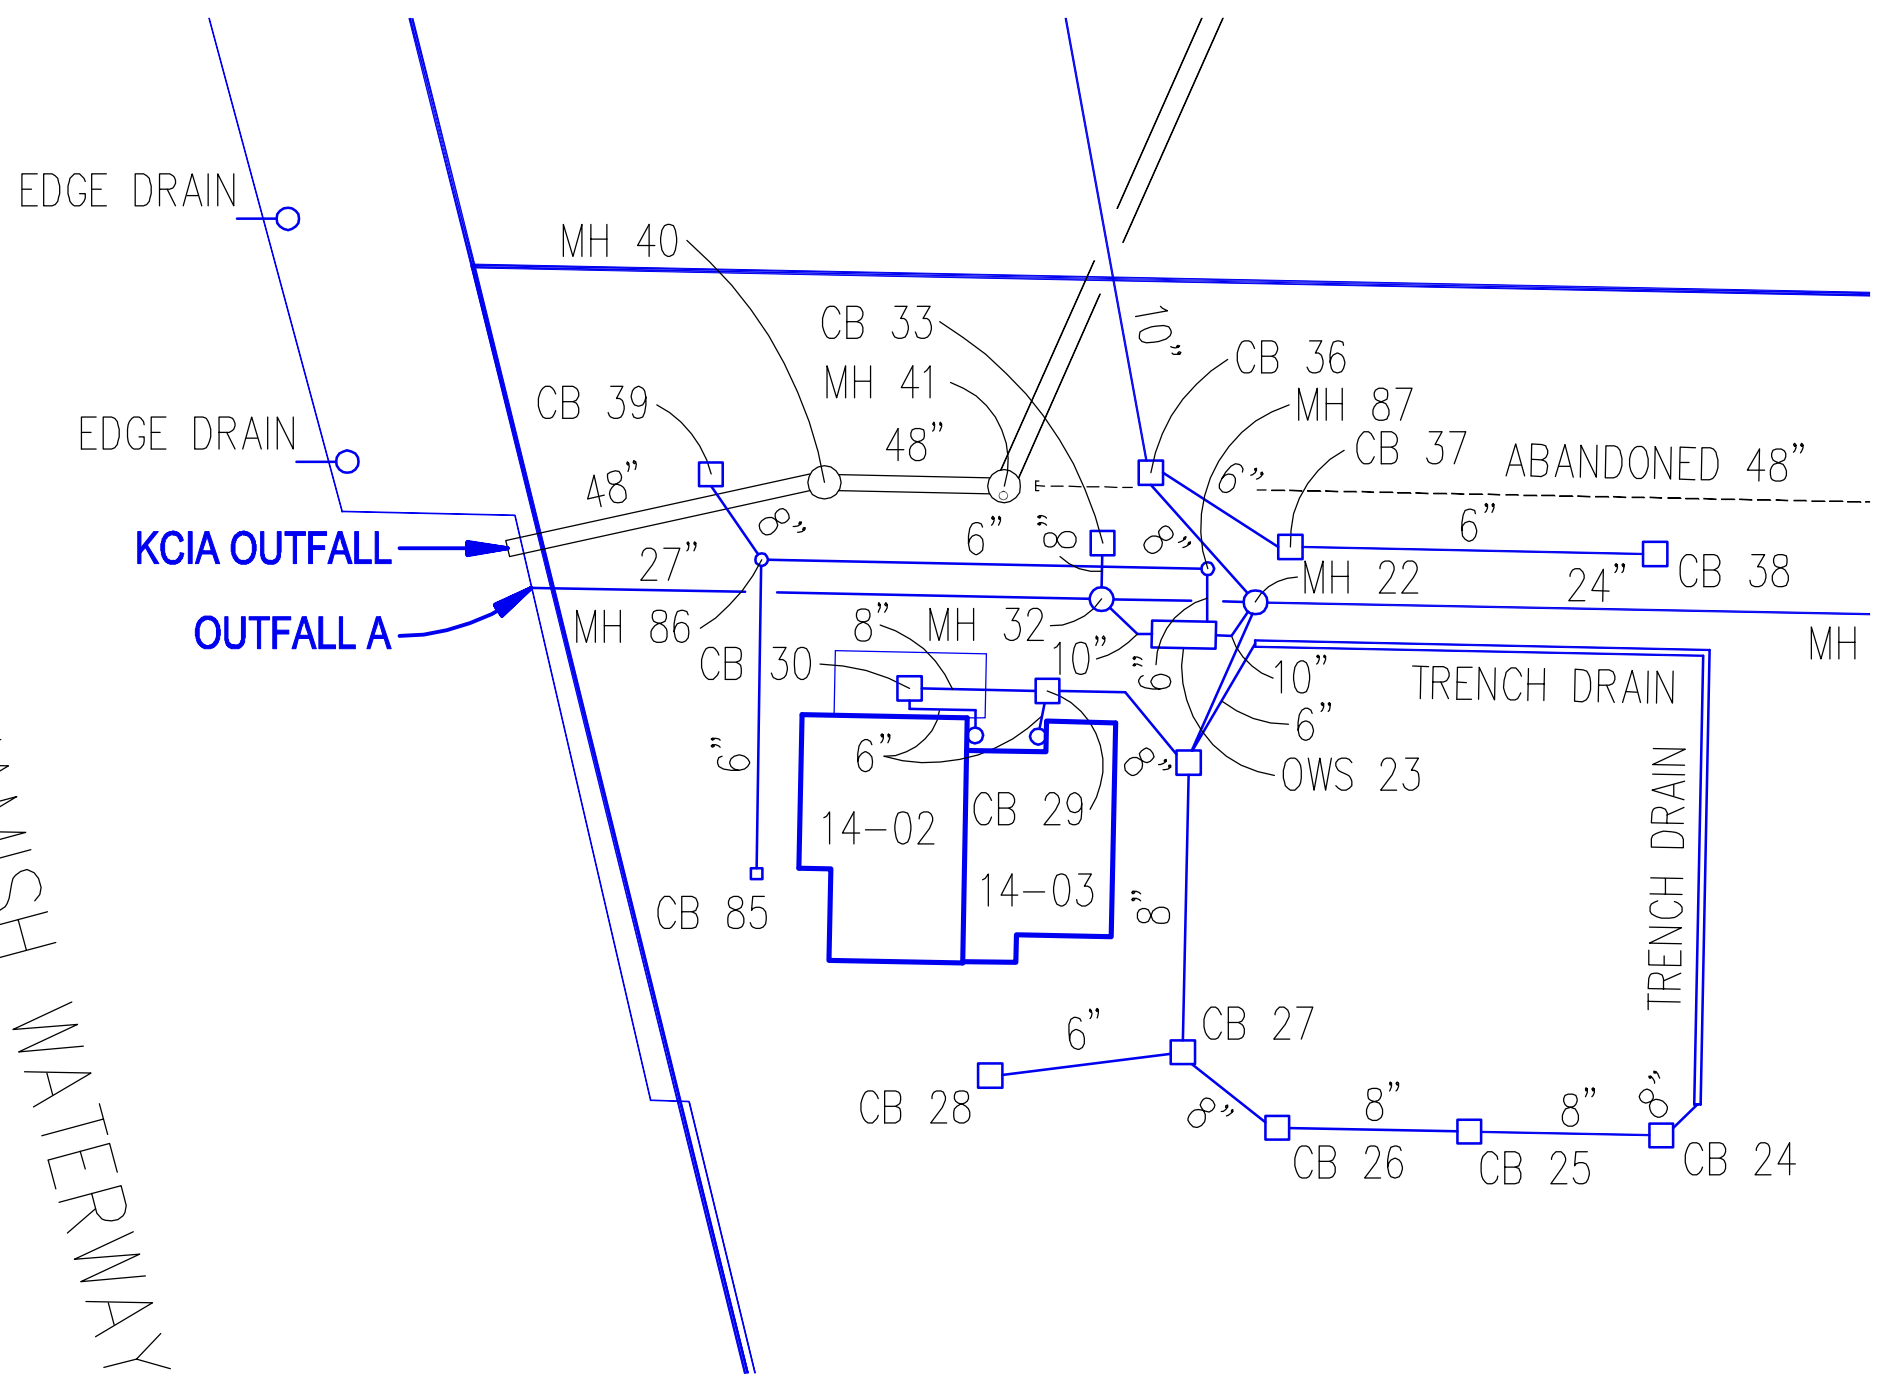 EDGE DRAIN
MH 40
CB 33
10”
CB 36
MH 41
MH 87
CB 39
EDGE DRAIN
48”
CB 37
ABANDONED 48”
48”
6”
8”
6”
8”
8”
6”
KCIA OUTFALL
27”
CB 38
24”
MH 22
OUTFALL A
MH 86
8”
MH 32
MH
CB 30
10”
6”
10”
TRENCH DRAIN
6”
6”
6”
8”
OWS 23
CB 29
14-02
TRENCH DRAIN
14-03
8”
CB 85
WATERWAY
6”
CB 27
CB 28
8”
8”
8”
8”
CB 26
CB 25
CB 24